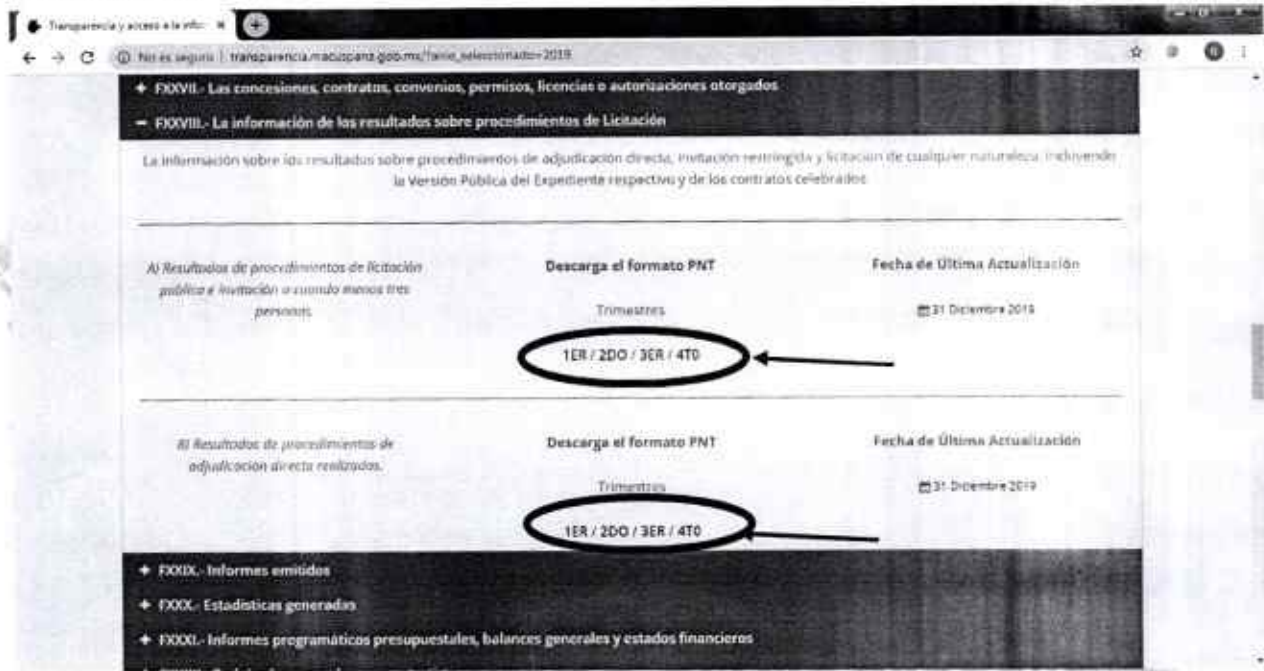 Transparencia y acceso a la infor
No es seguro | transparencia.macuspana.gob.mx/?anio_seleccionado=2019
+ FXXVII.- Las concesiones, contratos, convenios, permisos, licencias o autorizaciones otorgados
− FXXVIII.- La información de los resultados sobre procedimientos de Licitación
La información sobre los resultados sobre procedimientos de adjudicación directa, invitación restringida y licitación de cualquier naturaleza, incluyendo
la Versión Pública del Expediente respectivo y de los contratos celebrados
A) Resultados de procedimientos de licitación
pública e invitación a cuando menos tres
personas.
Descarga el formato PNT
Trimestres
1ER / 2DO / 3ER / 4TO
Fecha de Última Actualización
31 Diciembre 2019
B) Resultados de procedimientos de
adjudicación directa realizados.
Descarga el formato PNT
Trimestres
1ER / 2DO / 3ER / 4TO
Fecha de Última Actualización
31 Diciembre 2019
+ FXXIX.- Informes emitidos
+ FXXX.- Estadísticas generadas
+ FXXXI.- Informes programáticos presupuestales, balances generales y estados financieros